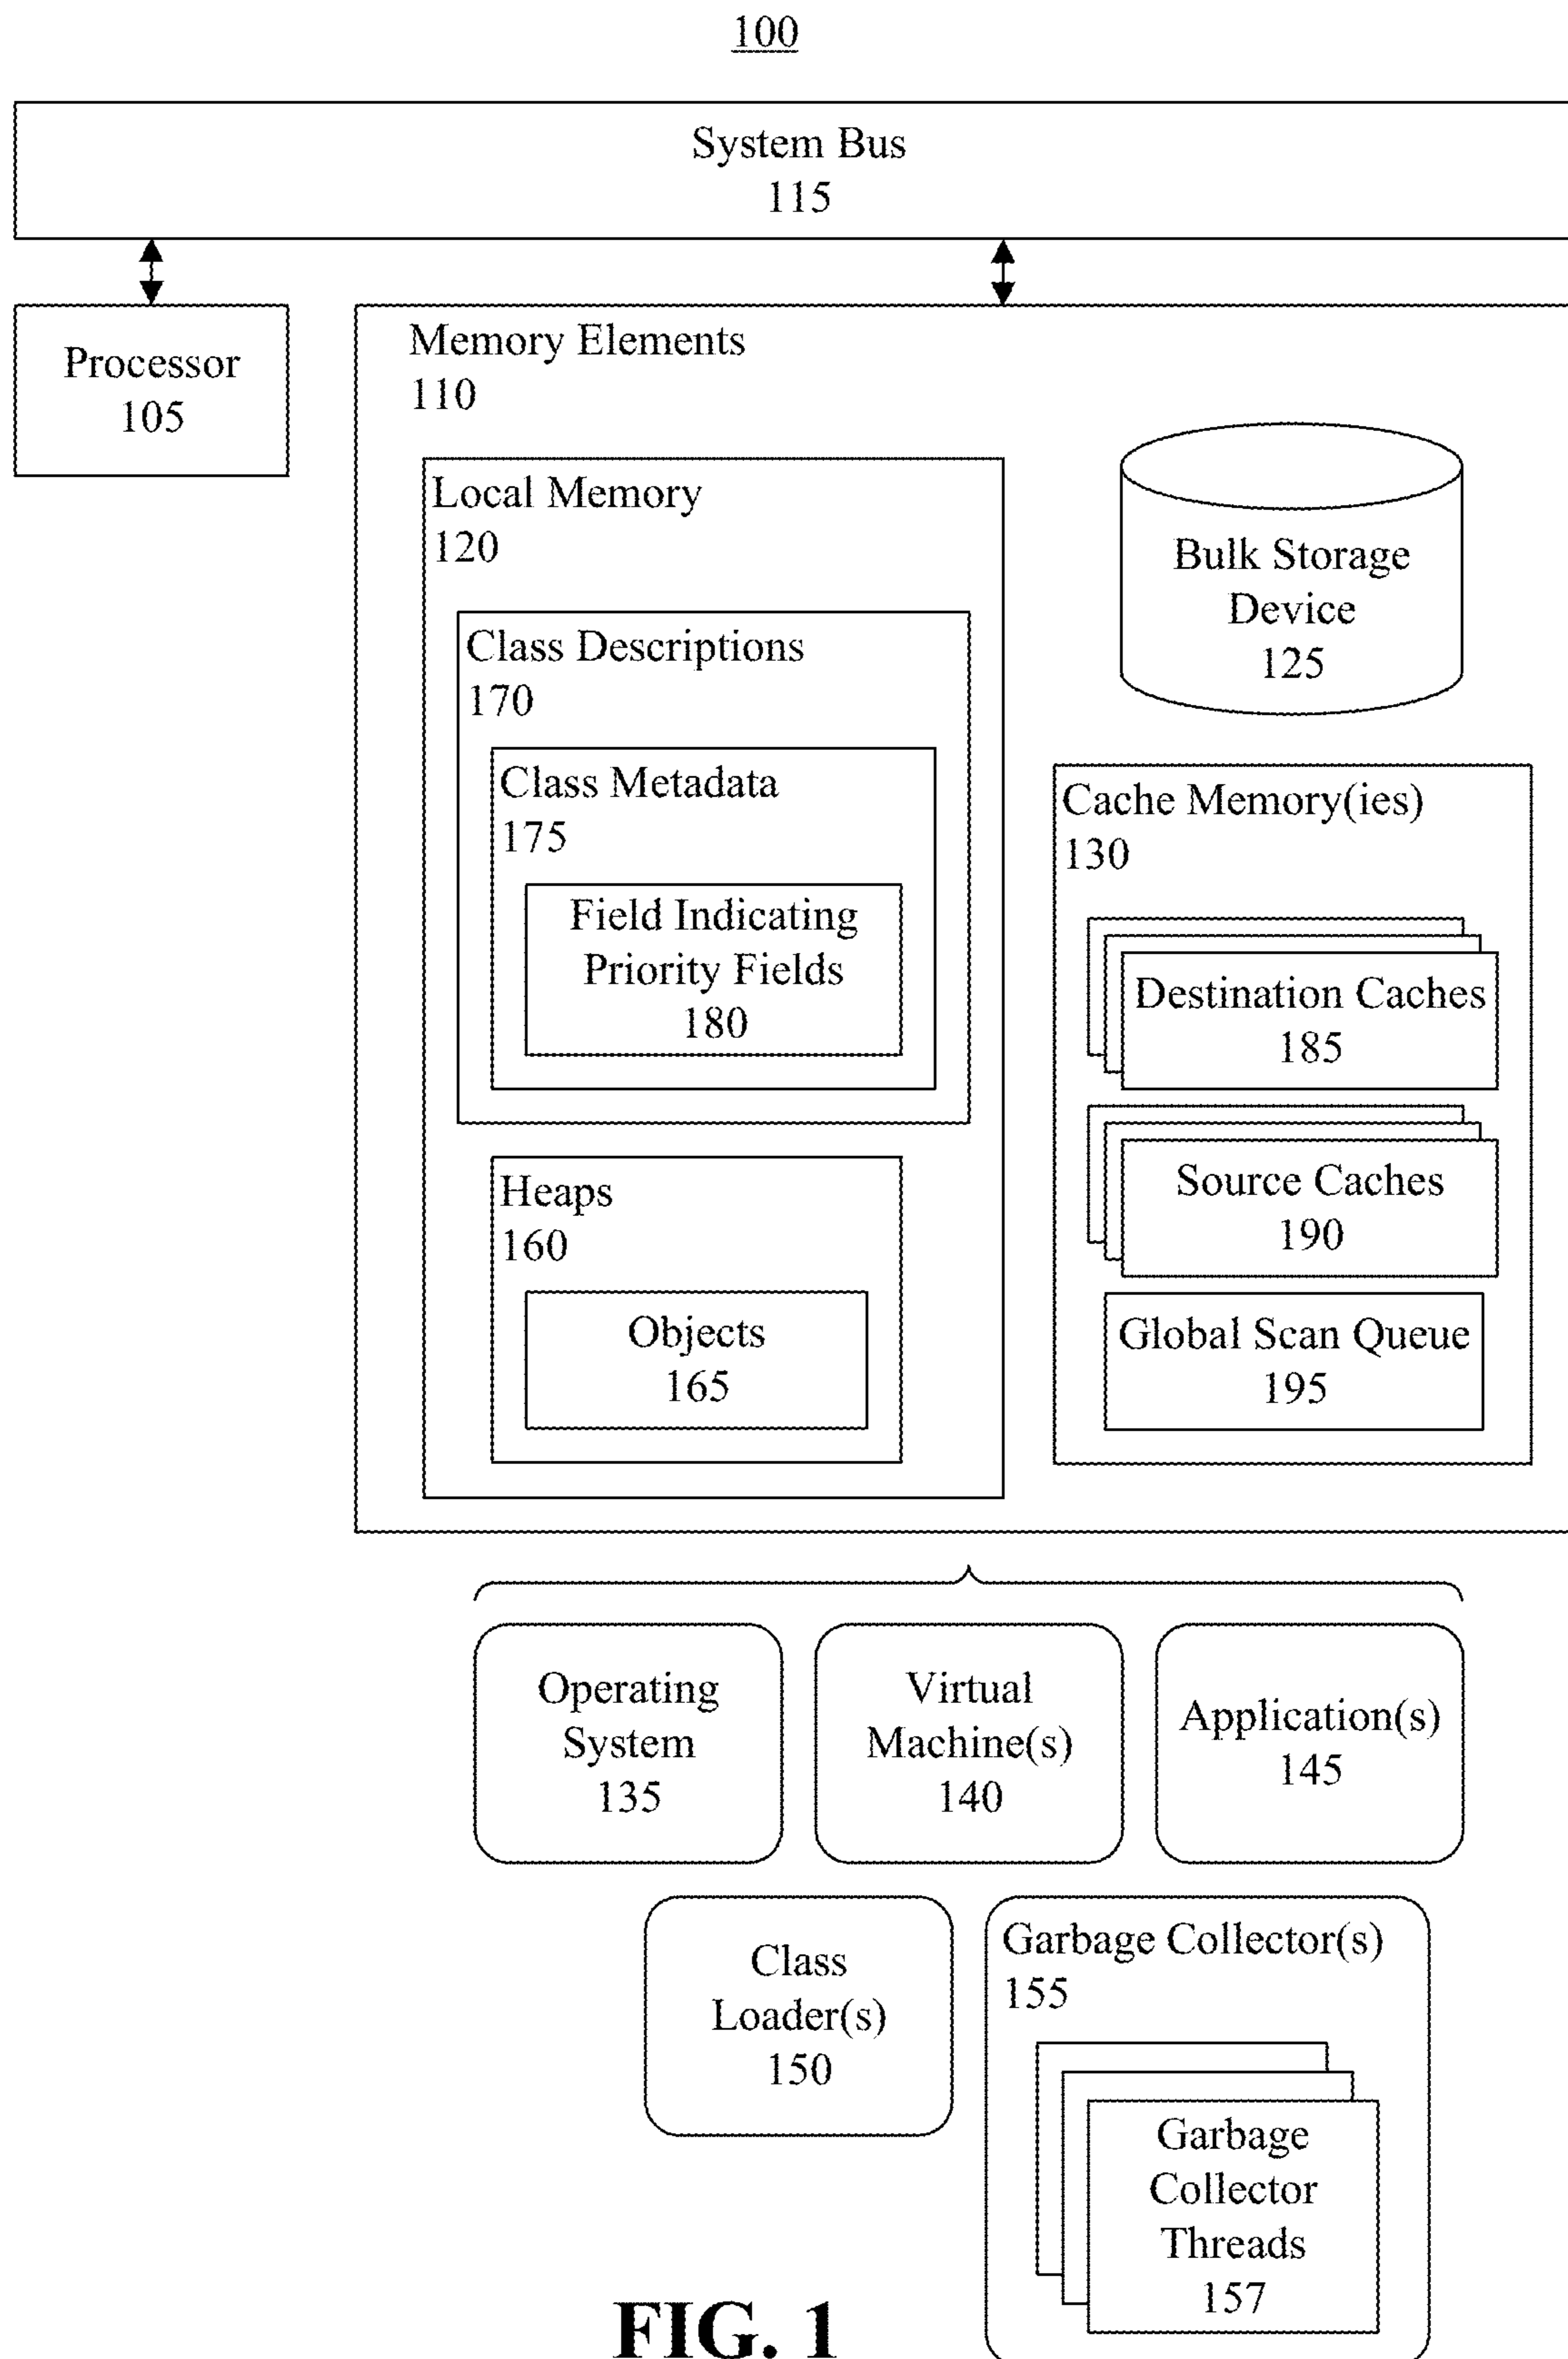 100
System Bus
115
Processor
105
Memory Elements
110
Local Memory
120
Class Descriptions
170
Class Metadata
175
Field Indicating
Priority Fields
180
Heaps
160
Objects
165
Bulk Storage
Device
125
Cache Memory(ies)
130
Destination Caches
185
Source Caches
190
Global Scan Queue
195
Operating
System
135
Virtual
Machine(s)
140
Application(s)
145
Class
Loader(s)
150
Garbage Collector(s)
155
Garbage
Collector
Threads
157
FIG. 1